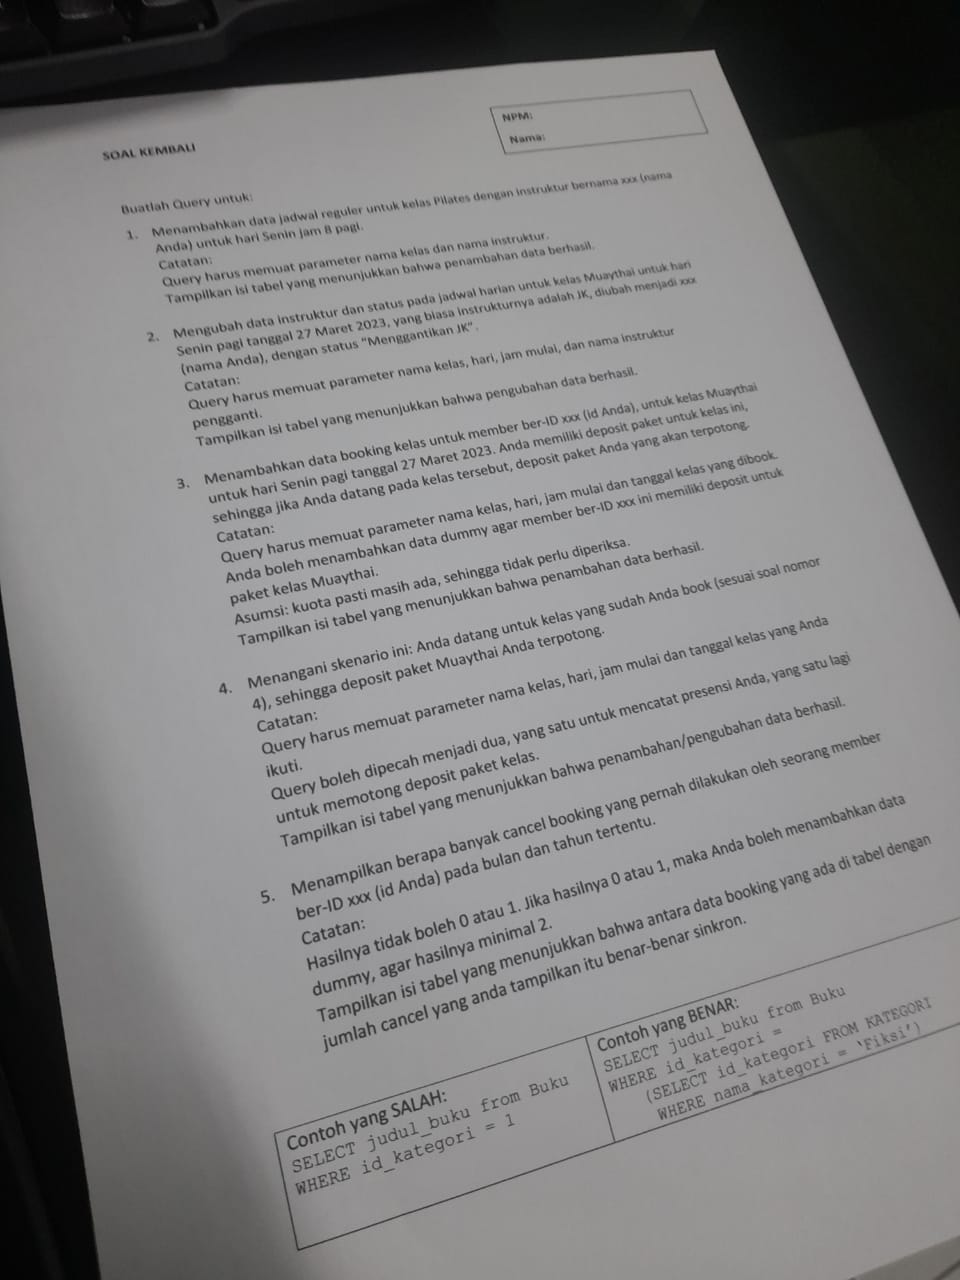 SOAL KEMBALI
NPM:
Nama:
Buatlah Query untuk:
1. Menambahkan data jadwal reguler untuk kelas Pilates dengan instruktur bernama xxx (nama
Anda) untuk hari Senin jam 8 pagi.
Catatan:
Query harus memuat parameter nama kelas dan nama instruktur.
Tampilkan isi tabel yang menunjukkan bahwa penambahan data berhasil.
2. Mengubah data instruktur dan status pada jadwal harian untuk kelas Muaythai untuk hari
Senin pagi tanggal 27 Maret 2023, yang biasa instrukturnya adalah JK, diubah menjadi xxx
(nama Anda), dengan status "Menggantikan JK".
Catatan:
Query harus memuat parameter nama kelas, hari, jam mulai, dan nama instruktur
pengganti.
Tampilkan isi tabel yang menunjukkan bahwa pengubahan data berhasil.
3. Menambahkan data booking kelas untuk member ber-ID xxx (id Anda), untuk kelas Muaythai
untuk hari Senin pagi tanggal 27 Maret 2023. Anda memiliki deposit paket untuk kelas ini,
sehingga jika Anda datang pada kelas tersebut, deposit paket Anda yang akan terpotong.
Catatan:
Query harus memuat parameter nama kelas, hari, jam mulai dan tanggal kelas yang dibook.
Anda boleh menambahkan data dummy agar member ber-ID xxx ini memiliki deposit untuk
paket kelas Muaythai.
Asumsi: kuota pasti masih ada, sehingga tidak perlu diperiksa.
Tampilkan isi tabel yang menunjukkan bahwa penambahan data berhasil.
4. Menangani skenario ini: Anda datang untuk kelas yang sudah Anda book (sesuai soal nomor
4), sehingga deposit paket Muaythai Anda terpotong.
Catatan:
Query harus memuat parameter nama kelas, hari, jam mulai dan tanggal kelas yang Anda
ikuti.
Query boleh dipecah menjadi dua, yang satu untuk mencatat presensi Anda, yang satu lagi
untuk memotong deposit paket kelas.
Tampilkan isi tabel yang menunjukkan bahwa penambahan/pengubahan data berhasil.
5. Menampilkan berapa banyak cancel booking yang pernah dilakukan oleh seorang member
ber-ID xxx (id Anda) pada bulan dan tahun tertentu.
Catatan:
Hasilnya tidak boleh 0 atau 1. Jika hasilnya 0 atau 1, maka Anda boleh menambahkan data
dummy, agar hasilnya minimal 2.
Tampilkan isi tabel yang menunjukkan bahwa antara data booking yang ada di tabel dengan
jumlah cancel yang anda tampilkan itu benar-benar sinkron.
Contoh yang SALAH:
SELECT judul_buku from Buku
WHERE id_kategori = 1
Contoh yang BENAR:
SELECT judul_buku from Buku
WHERE id_kategori =
(SELECT id_kategori FROM KATEGORI
WHERE nama_kategori = 'Fiksi')